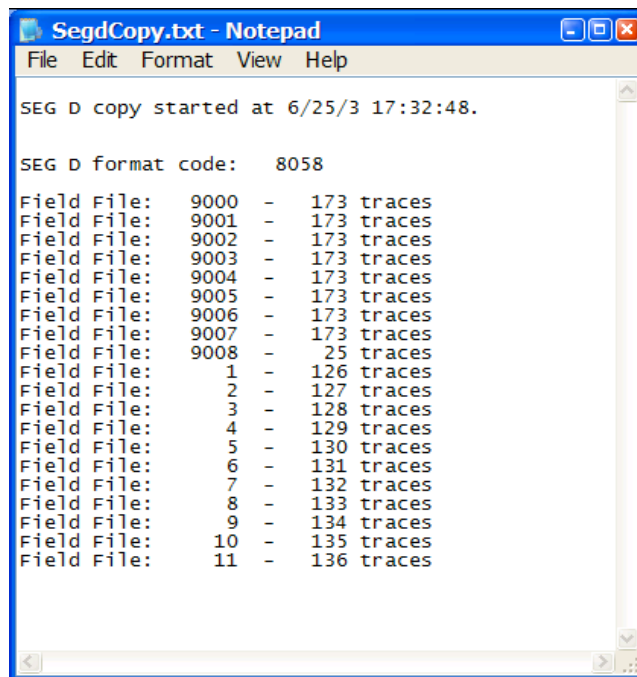 SegdCopy.txt - Notepad
File Edit Format View Help
SEG D copy started at 6/25/3 17:32:48.
SEG D format code: 8058
Field File: 9000 - 173 traces
Field File: 9001 - 173 traces
Field File: 9002 - 173 traces
Field File: 9003 - 173 traces
Field File: 9004 - 173 traces
Field File: 9005 - 173 traces
Field File: 9006 - 173 traces
Field File: 9007 - 173 traces
Field File: 9008 - 25 traces
Field File: 1 - 126 traces
Field File: 2 - 127 traces
Field File: 3 - 128 traces
Field File: 4 - 129 traces
Field File: 5 - 130 traces
Field File: 6 - 131 traces
Field File: 7 - 132 traces
Field File: 8 - 133 traces
Field File: 9 - 134 traces
Field File: 10 - 135 traces
Field File: 11 - 136 traces